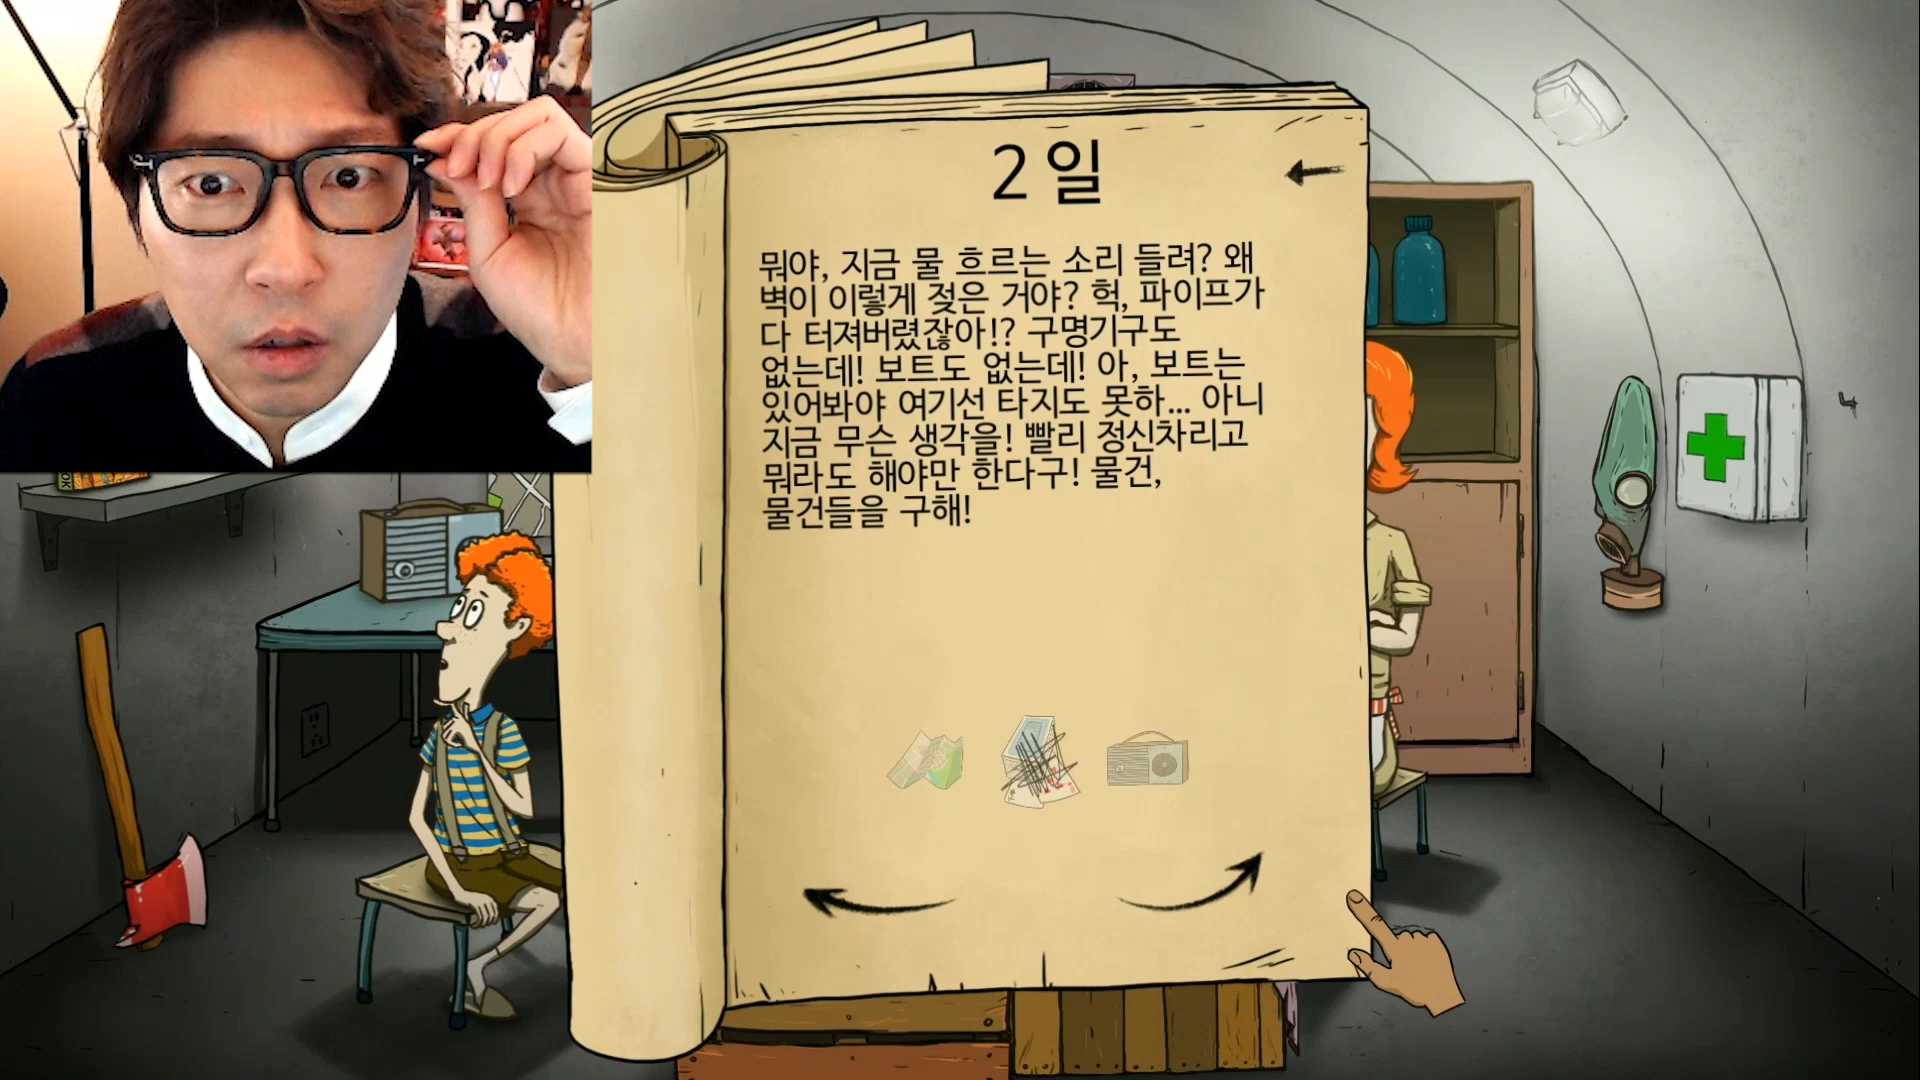 2 일
뭐야, 지금 물 흐르는 소리 들려? 왜
벽이 이렇게 젖은 거야? 헉, 파이프가
다 터져버렸잖아!? 구명기구도
없는데! 보트도 없는데! 아, 보트는
있어봐야 여기선 타지도 못하... 아니
지금 무슨 생각을! 빨리 정신차리고
뭐라도 해야만 한다구! 물건,
물건들을 구해!